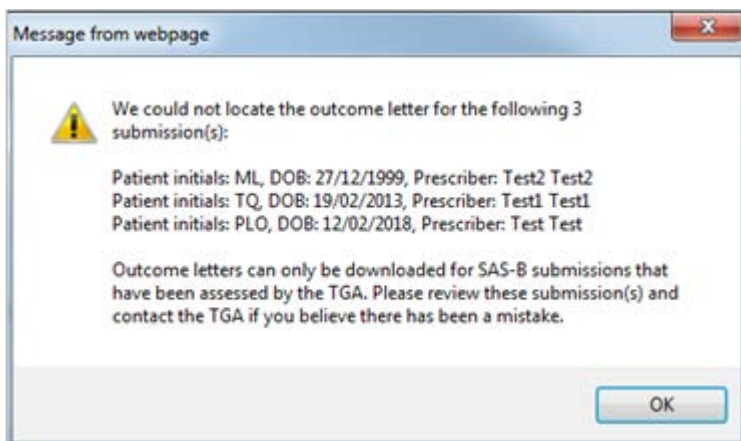 Message from webpage
We could not locate the outcome letter for the following 3
submission(s):
Patient initials: ML, DOB: 27/12/1999, Prescriber: Test2 Test2
Patient initials: TQ, DOB: 19/02/2013, Prescriber: Test1 Test1
Patient initials: PLO, DOB: 12/02/2018, Prescriber: Test Test
Outcome letters can only be downloaded for SAS-B submissions that
have been assessed by the TGA. Please review these submission(s) and
contact the TGA if you believe there has been a mistake.
OK